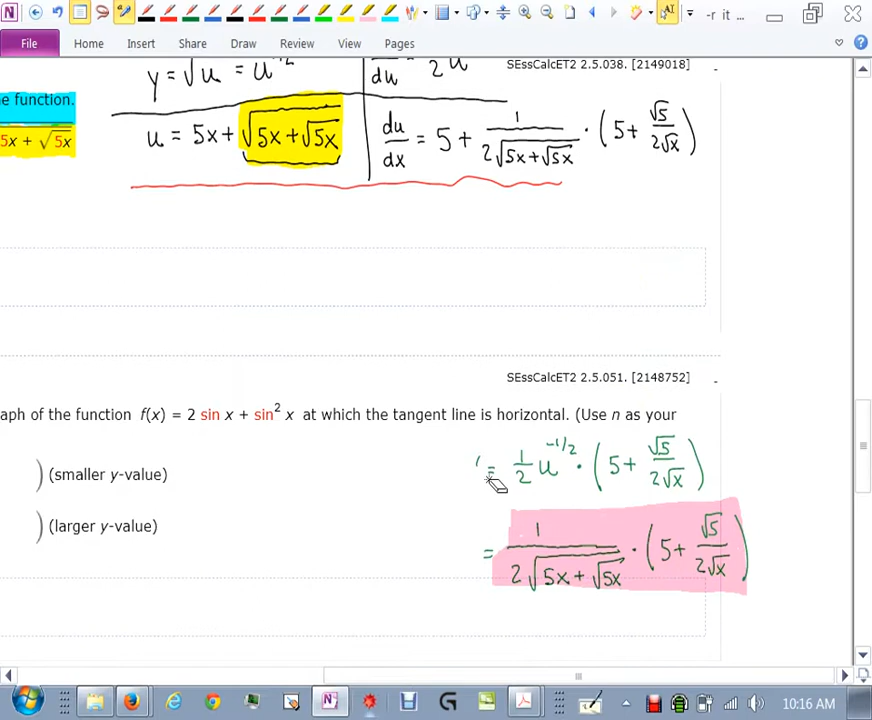 -r it ...
File Home Insert Share Draw Review View Pages
SEssCalcET2 2.5.038. [2149018]
y = √u = u^1/2
du 2 u
e function.
5x + √5x
u = 5x + √(5x + √5x)
du/dx = 5 + 1/(2√(5x + √5x)) · (5 + √5/(2√x))
SEssCalcET2 2.5.051. [2148752]
aph of the function f(x) = 2 sin x + sin² x at which the tangent line is horizontal. (Use n as your
' = 1/2 u^-1/2 · (5 + √5/(2√x))
) (smaller y-value)
) (larger y-value)
= 1/(2√(5x + √5x)) · (5 + √5/(2√x))
10:16 AM